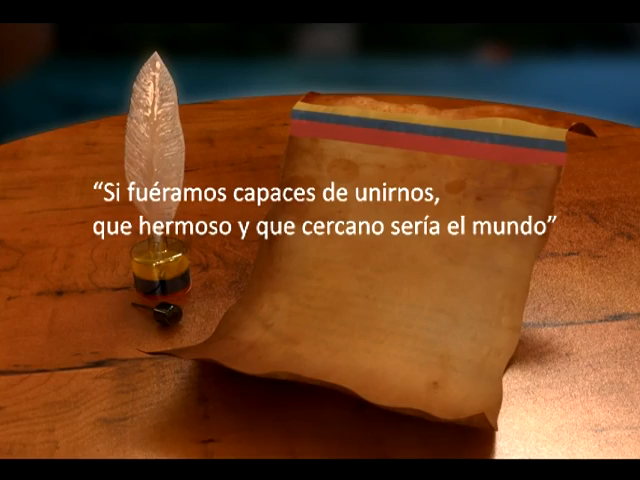 “Si fuéramos capaces de unirnos,
que hermoso y que cercano sería el mundo”